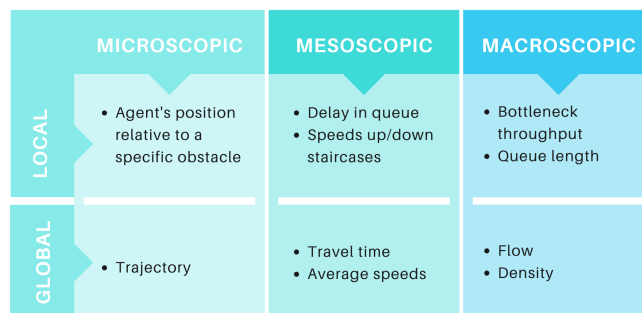 MICROSCOPIC
MESOSCOPIC
MACROSCOPIC
LOCAL
• Agent's position
relative to a
specific obstacle
• Delay in queue
• Speeds up/down
staircases
• Bottleneck
throughput
• Queue length
GLOBAL
• Trajectory
• Travel time
• Average speeds
• Flow
• Density